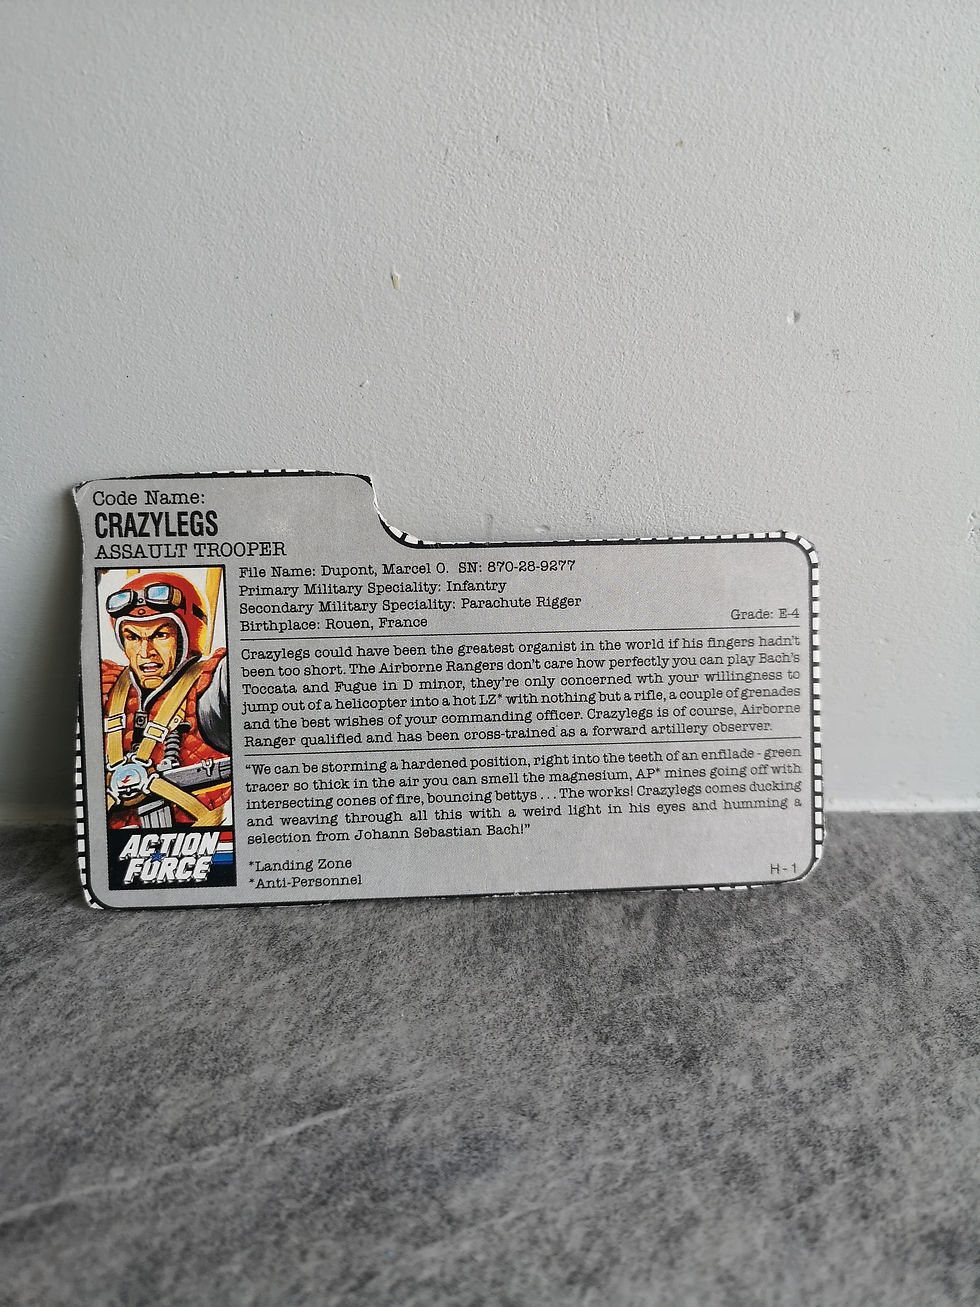 Code Name:
CRAZYLEGS
ASSAULT TROOPER
File Name: Dupont, Marcel O. SN: 870-28-9277
Primary Military Speciality: Infantry
Secondary Military Speciality: Parachute Rigger
Birthplace: Rouen, France
Grade: E-4
Crazylegs could have been the greatest organist in the world if his fingers hadn't
been too short. The Airborne Rangers don't care how perfectly you can play Bach's
Toccata and Fugue in D minor, they're only concerned wth your willingness to
jump out of a helicopter into a hot LZ* with nothing but a rifle, a couple of grenades
and the best wishes of your commanding officer. Crazylegs is of course, Airborne
Ranger qualified and has been cross-trained as a forward artillery observer.
"We can be storming a hardened position, right into the teeth of an enfilade - green
tracer so thick in the air you can smell the magnesium, AP* mines going off with
intersecting cones of fire, bouncing bettys ... The works! Crazylegs comes ducking
and weaving through all this with a weird light in his eyes and humming a
selection from Johann Sebastian Bach!"
*Landing Zone
*Anti-Personnel
ACTION
FORCE
H - 1